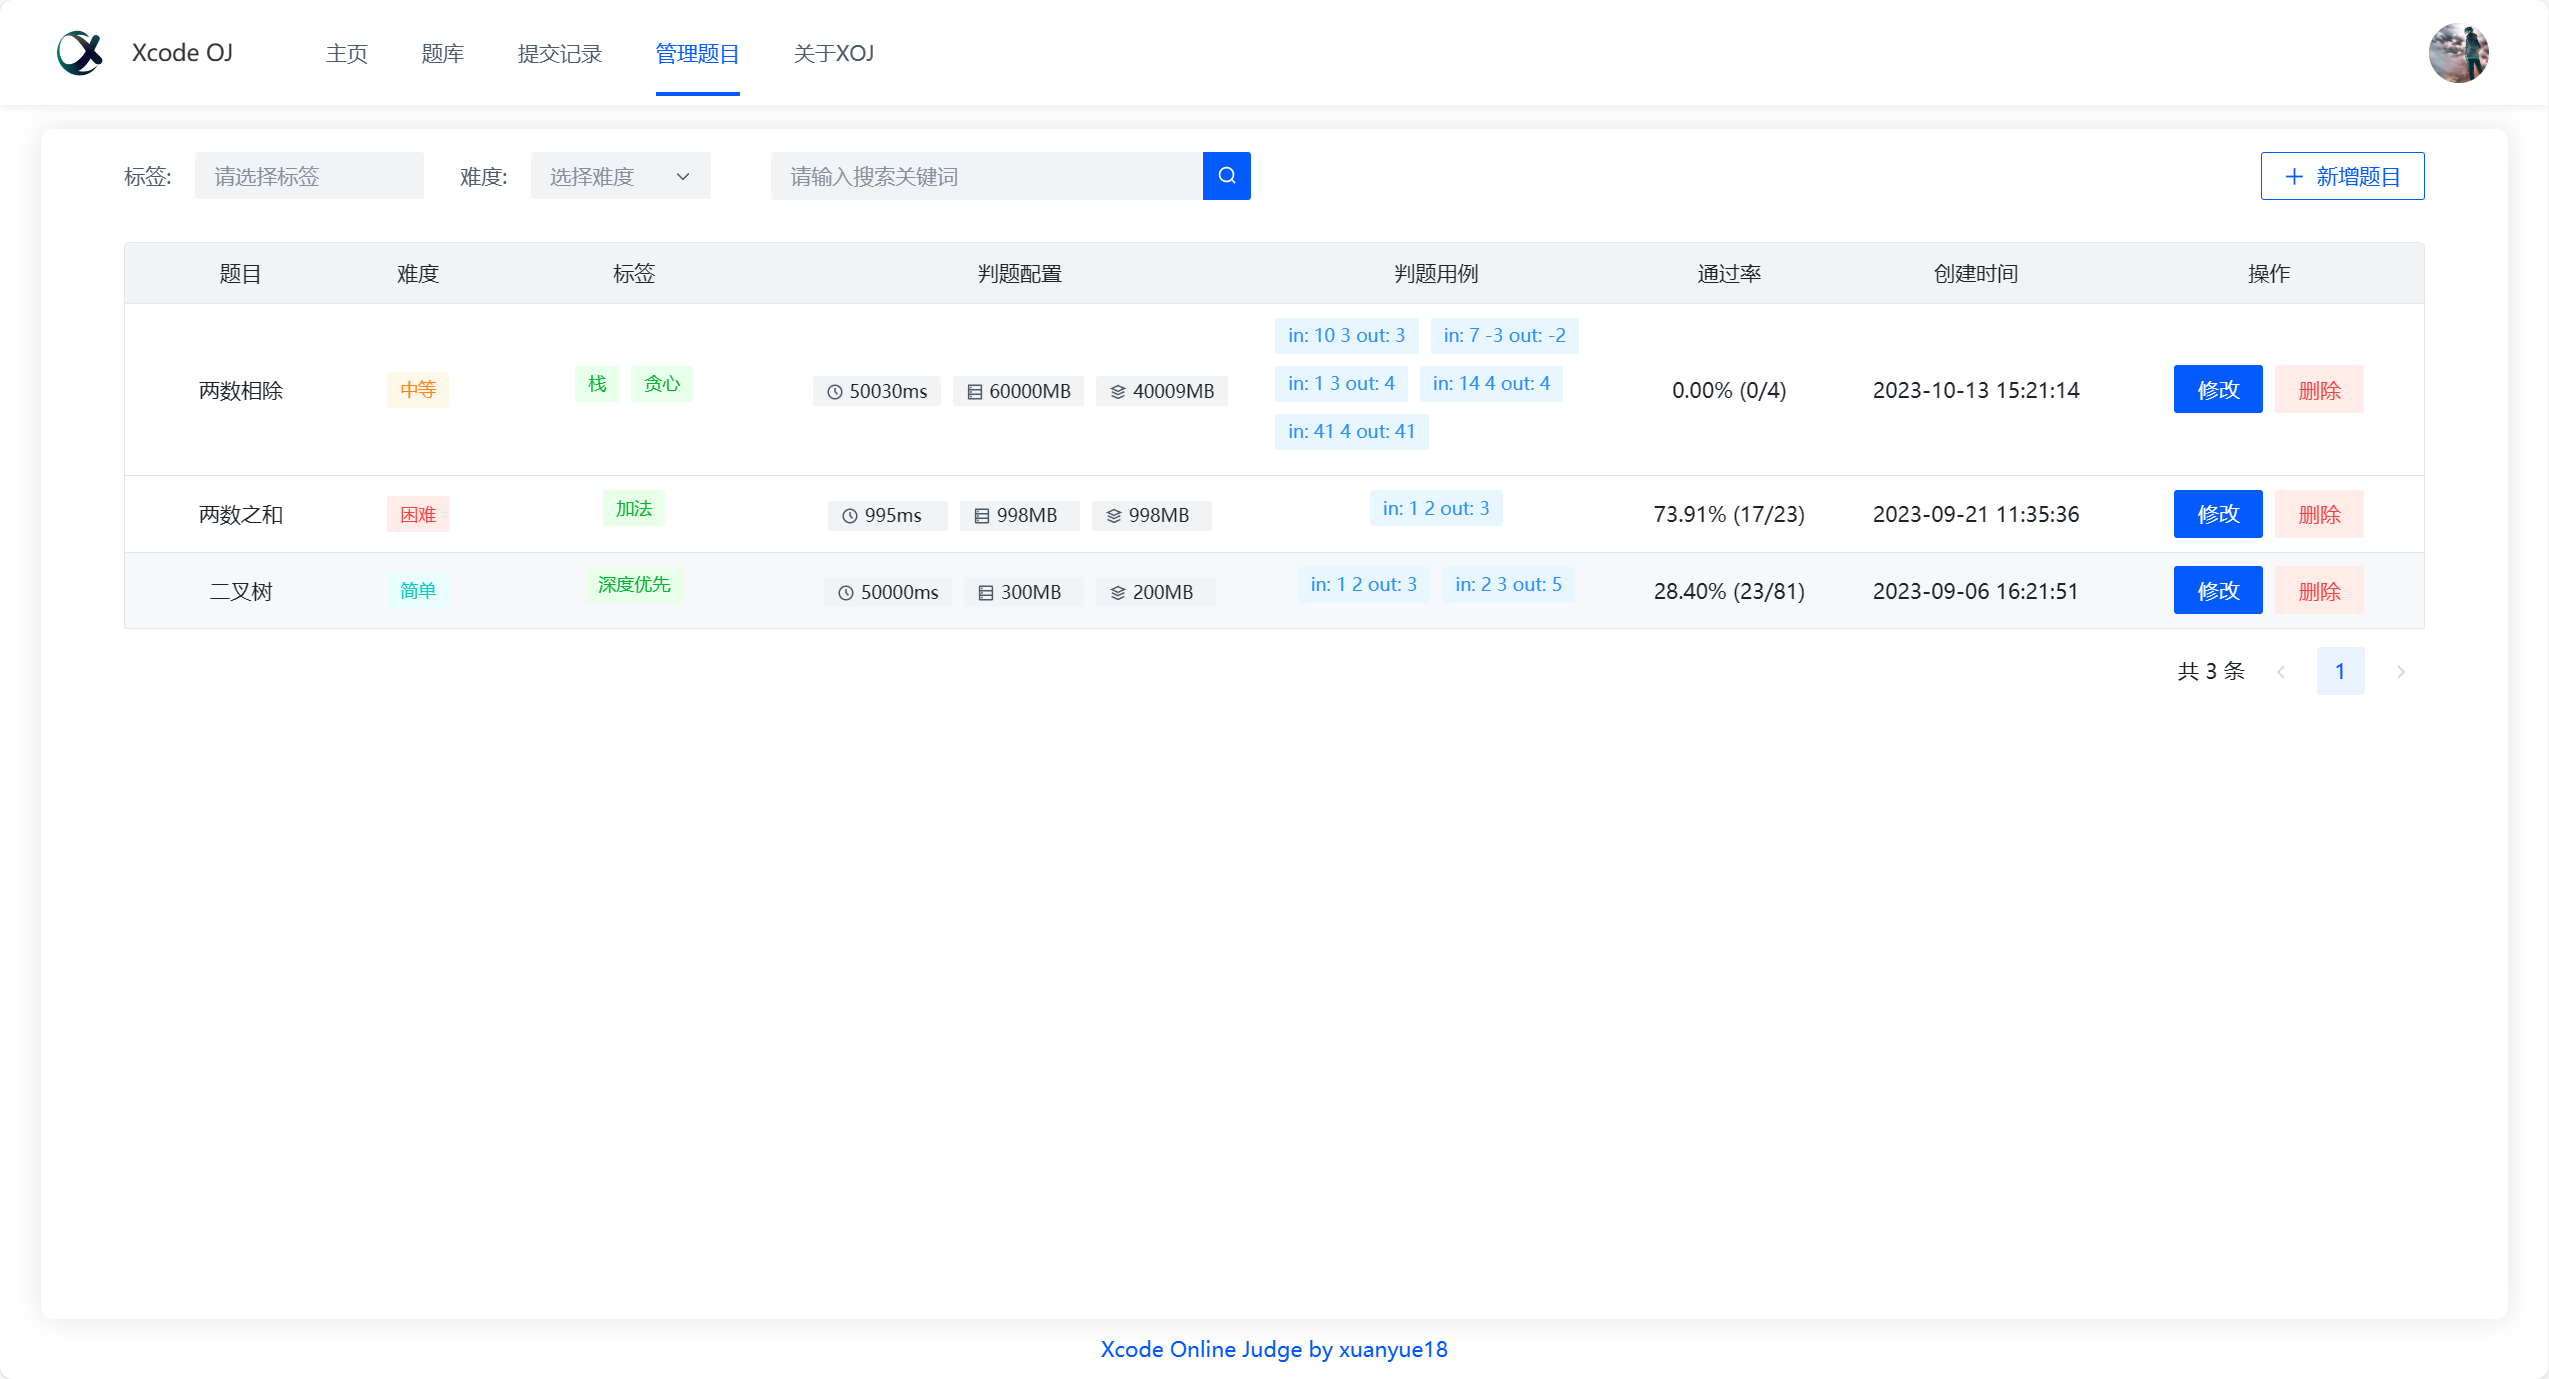 Xcode OJ 主页 题库 提交记录 管理题目 关于XOJ
标签: 请选择标签 难度: 选择难度 请输入搜索关键词 新增题目
题目 难度 标签 判题配置 判题用例 通过率 创建时间 操作
两数相除 中等 栈 贪心 50030ms 60000MB 40009MB in: 10 3 out: 3 in: 7 -3 out: -2 0.00% (0/4) 2023-10-13 15:21:14 修改 删除
in: 1 3 out: 4 in: 14 4 out: 4
in: 41 4 out: 41
两数之和 困难 加法 995ms 998MB 998MB in: 1 2 out: 3 73.91% (17/23) 2023-09-21 11:35:36 修改 删除
二叉树 简单 深度优先 50000ms 300MB 200MB in: 1 2 out: 3 in: 2 3 out: 5 28.40% (23/81) 2023-09-06 16:21:51 修改 删除
共 3 条 1
Xcode Online Judge by xuanyue18